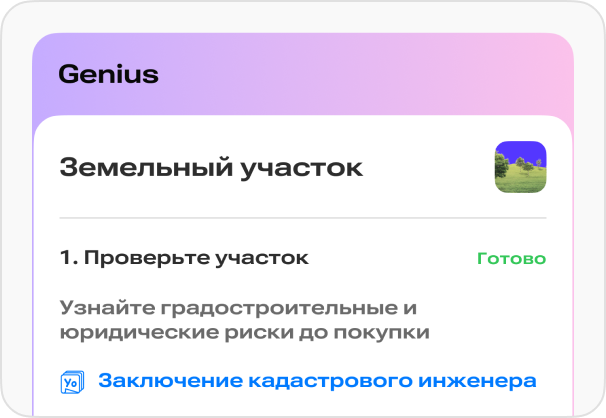 Genius
Земельный участок
1. Проверьте участок
Готово
Узнайте градостроительные и
юридические риски до покупки
Yo
Заключение кадастрового инженера